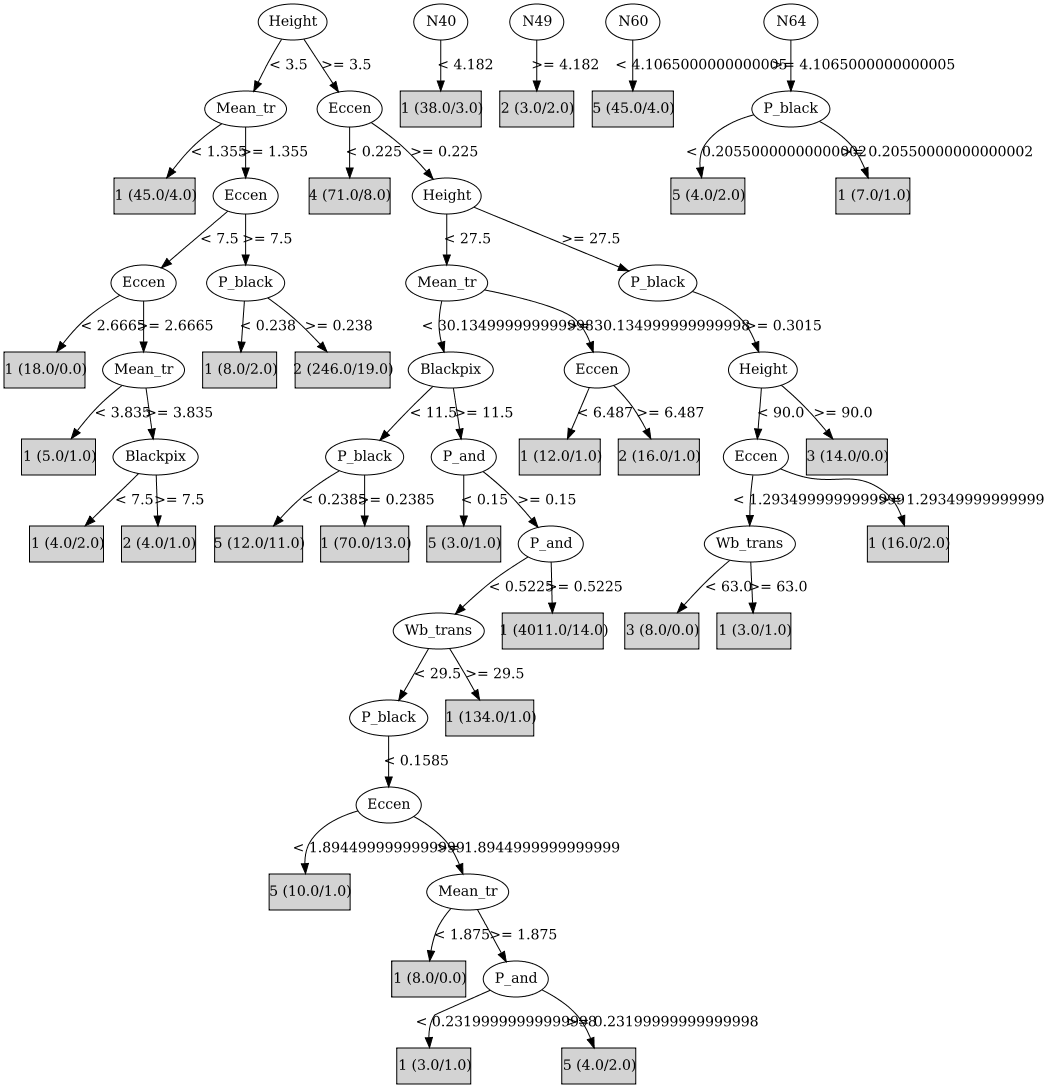 Height N40 N49 N60 N64
< 3.5 >= 3.5 < 4.182 >= 4.182 < 4.1065000000000005 >= 4.1065000000000005
Mean_tr Eccen 1 (38.0/3.0) 2 (3.0/2.0) 5 (45.0/4.0) P_black
< 1.355 >= 1.355 < 0.225 >= 0.225 < 0.20550000000000002 >= 0.20550000000000002
1 (45.0/4.0) Eccen 4 (71.0/8.0) Height 5 (4.0/2.0) 1 (7.0/1.0)
< 7.5 >= 7.5 < 27.5 >= 27.5
Eccen P_black Mean_tr P_black
< 2.6665 >= 2.6665 < 0.238 >= 0.238 < 30.134999999999998 >= 30.134999999999998 >= 0.3015
1 (18.0/0.0) Mean_tr 1 (8.0/2.0) 2 (246.0/19.0) Blackpix Eccen Height
< 3.835 >= 3.835 < 11.5 >= 11.5 < 6.487 >= 6.487 < 90.0 >= 90.0
1 (5.0/1.0) Blackpix P_black P_and 1 (12.0/1.0) 2 (16.0/1.0) Eccen 3 (14.0/0.0)
< 7.5 >= 7.5 < 0.2385 >= 0.2385 < 0.15 >= 0.15 < 1.293499999999999 >= 1.29349999999999
1 (4.0/2.0) 2 (4.0/1.0) 5 (12.0/11.0) 1 (70.0/13.0) 5 (3.0/1.0) P_and Wb_trans 1 (16.0/2.0)
< 0.5225 >= 0.5225 < 63.0 >= 63.0
Wb_trans 1 (4011.0/14.0) 3 (8.0/0.0) 1 (3.0/1.0)
< 29.5 >= 29.5
P_black 1 (134.0/1.0)
< 0.1585
Eccen
< 1.8944999999999999 >= 1.8944999999999999
5 (10.0/1.0) Mean_tr
< 1.875 >= 1.875
1 (8.0/0.0) P_and
< 0.23199999999999998 >= 0.23199999999999998
1 (3.0/1.0) 5 (4.0/2.0)